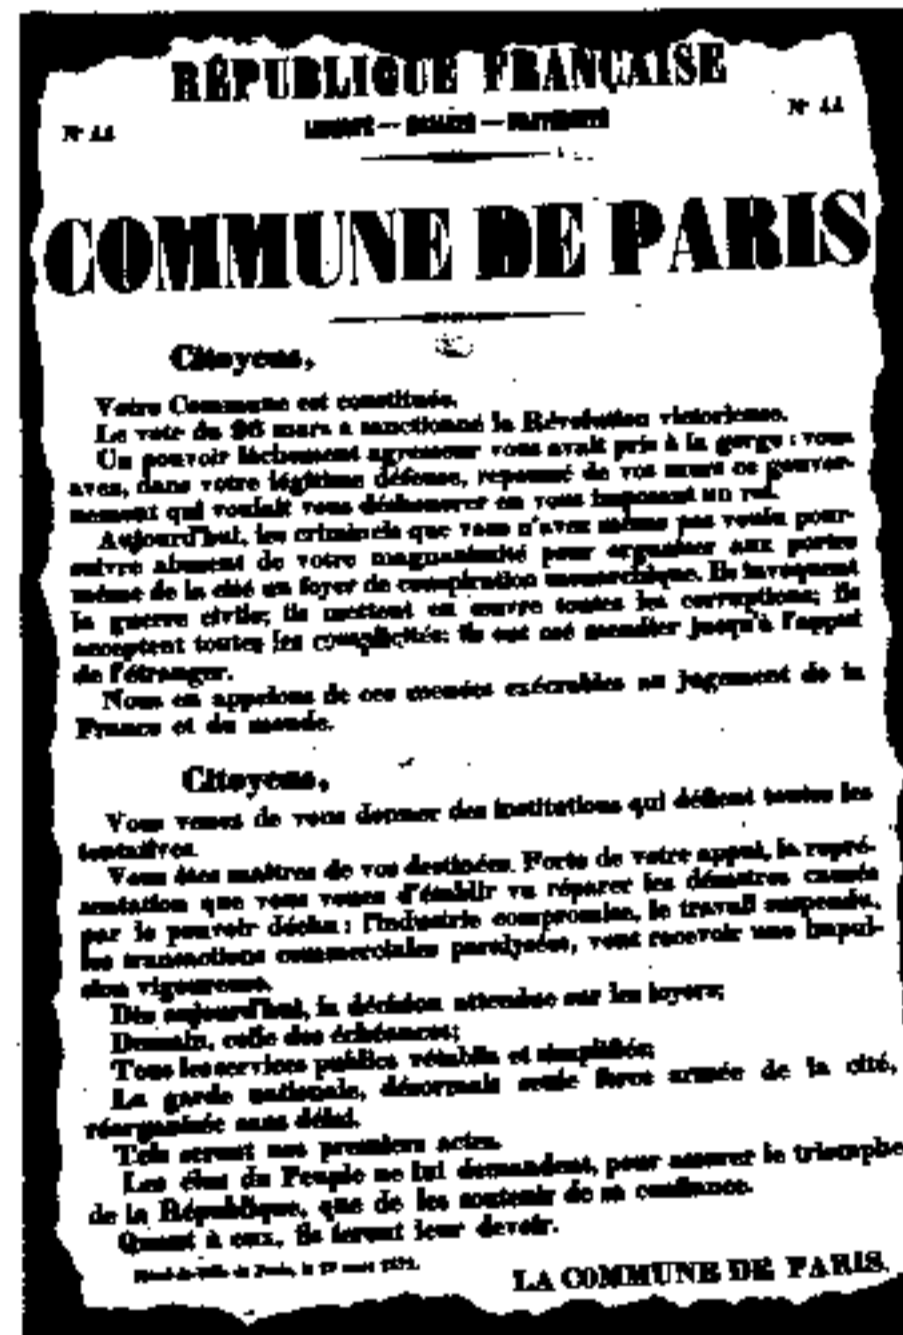 RÉPUBLIQUE FRANÇAISE
N° 44 N° 44
LIBERTÉ — ÉGALITÉ — FRATERNITÉ
COMMUNE DE PARIS
Citoyens,
Votre Commune est constituée.
Le vote du 26 mars a sanctionné la Révolution victorieuse.
Un pouvoir lâchement agresseur vous avait pris à la gorge : vous
avez, dans votre légitime défense, repoussé de vos murs ce gouver-
nement qui voulait vous déshonorer en vous imposant un roi.
Aujourd'hui, les criminels que vous n'avez même pas voulu pour-
suivre abusent de votre magnanimité pour organiser aux portes
même de la cité un foyer de conspiration monarchique. Ils invoquent
la guerre civile; ils mettent en œuvre toutes les corruptions; ils
acceptent toutes les complicités; ils ont osé mendier jusqu'à l'appui
de l'étranger.
Nous en appelons de ces menées exécrables au jugement de la
France et du monde.
Citoyens,
Vous venez de vous donner des institutions qui défient toutes les
tentatives.
Vous êtes maîtres de vos destinées. Forte de votre appui, la repré-
sentation que vous venez d'établir va réparer les désastres causés
par le pouvoir déchu : l'industrie compromise, le travail suspendu,
les transactions commerciales paralysées, vont recevoir une impul-
sion vigoureuse.
Dès aujourd'hui, la décision attendue sur les loyers;
Demain, celle des échéances;
Tous les services publics rétablis et simplifiés;
La garde nationale, désormais seule force armée de la cité,
réorganisée sans délai.
Tels seront nos premiers actes.
Les élus du Peuple ne lui demandent, pour assurer le triomphe
de la République, que de les soutenir de sa confiance.
Quant à eux, ils feront leur devoir.
Hôtel-de-Ville de Paris, le 29 mars 1871.
LA COMMUNE DE PARIS.